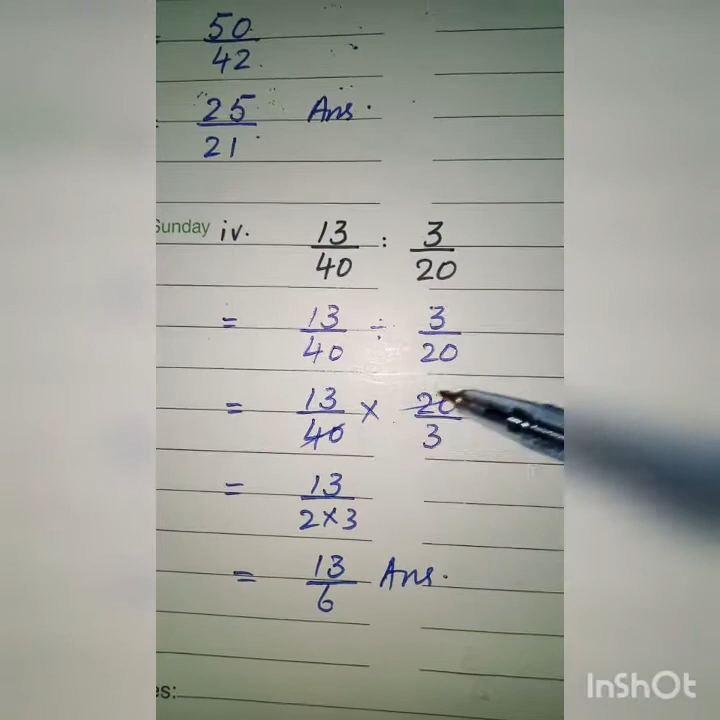 = 50/42
= 25/21 Ans.
Sunday iv. 13/40 : 3/20
= 13/40 ÷ 3/20
= 13/40 × 20/3
= 13/2×3
= 13/6 Ans.
es:
InShOt